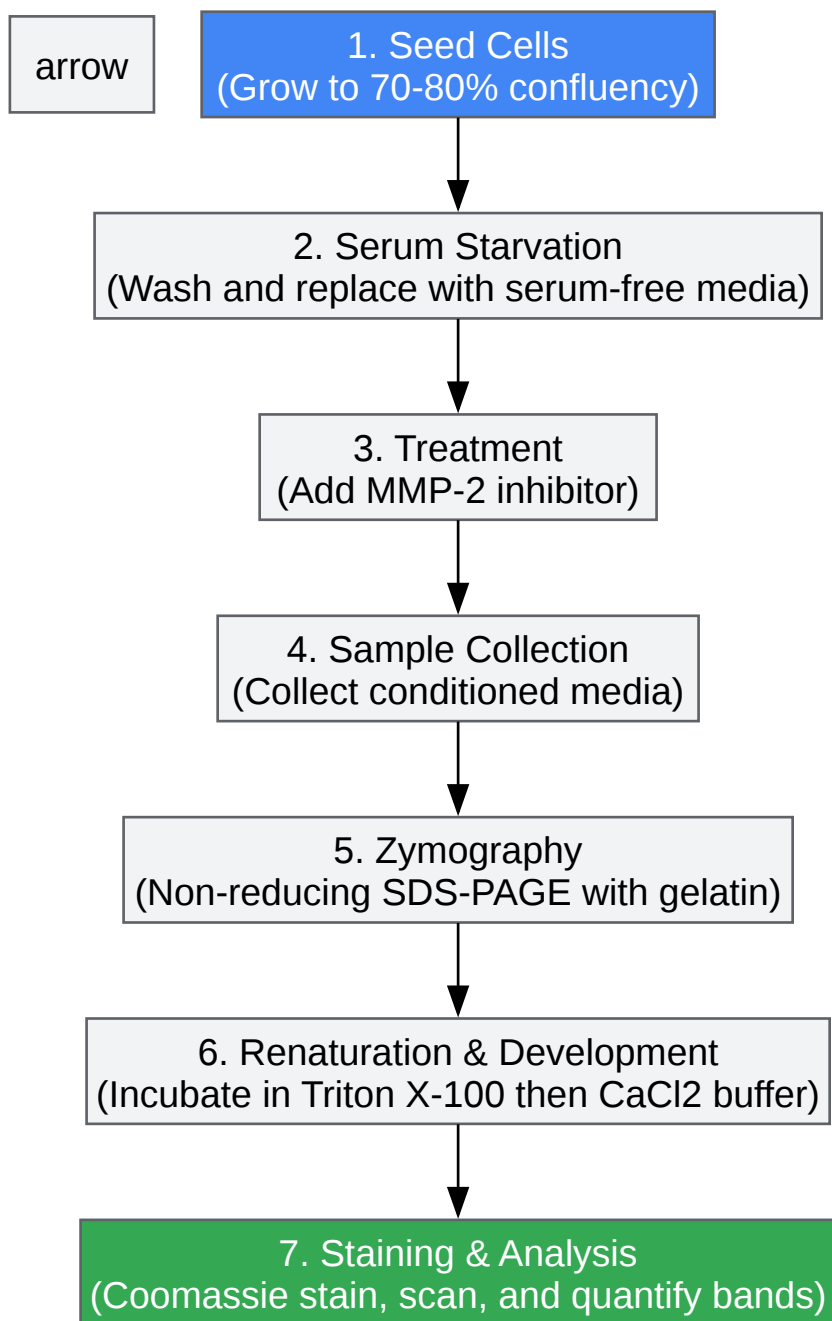 arrow
1. Seed Cells
(Grow to 70-80% confluency)
2. Serum Starvation
(Wash and replace with serum-free media)
3. Treatment
(Add MMP-2 inhibitor)
4. Sample Collection
(Collect conditioned media)
5. Zymography
(Non-reducing SDS-PAGE with gelatin)
6. Renaturation & Development
(Incubate in Triton X-100 then CaCl2 buffer)
7. Staining & Analysis
(Coomassie stain, scan, and quantify bands)